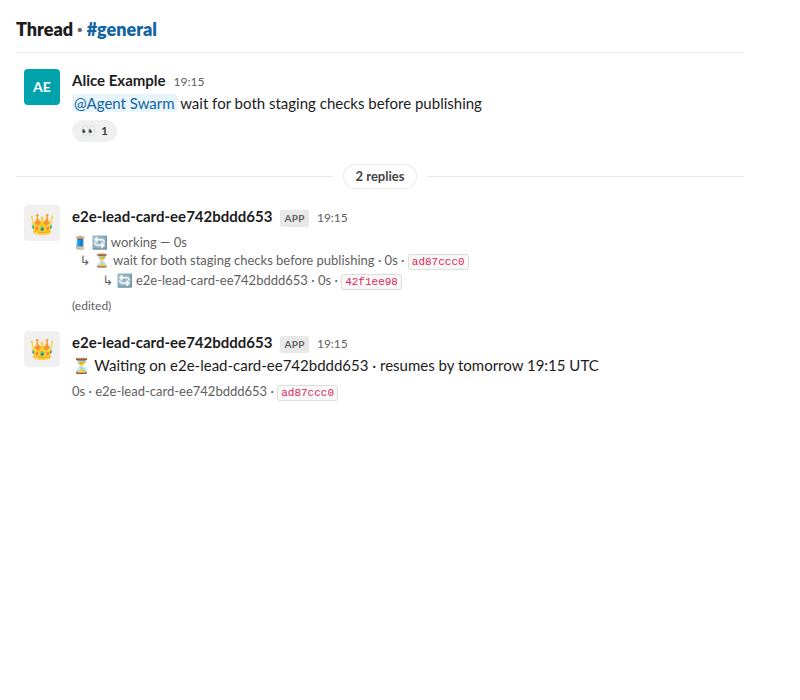 Thread • #general
AE
Alice Example 19:15
@Agent Swarm wait for both staging checks before publishing
👀 1
2 replies
e2e-lead-card-ee742bddd653 APP 19:15
🧵 🔄 working — 0s
↳ ⏳ wait for both staging checks before publishing · 0s · ad87ccc0
↳ 🔄 e2e-lead-card-ee742bddd653 · 0s · 42f1ee98
(edited)
e2e-lead-card-ee742bddd653 APP 19:15
⏳ Waiting on e2e-lead-card-ee742bddd653 · resumes by tomorrow 19:15 UTC
0s · e2e-lead-card-ee742bddd653 · ad87ccc0